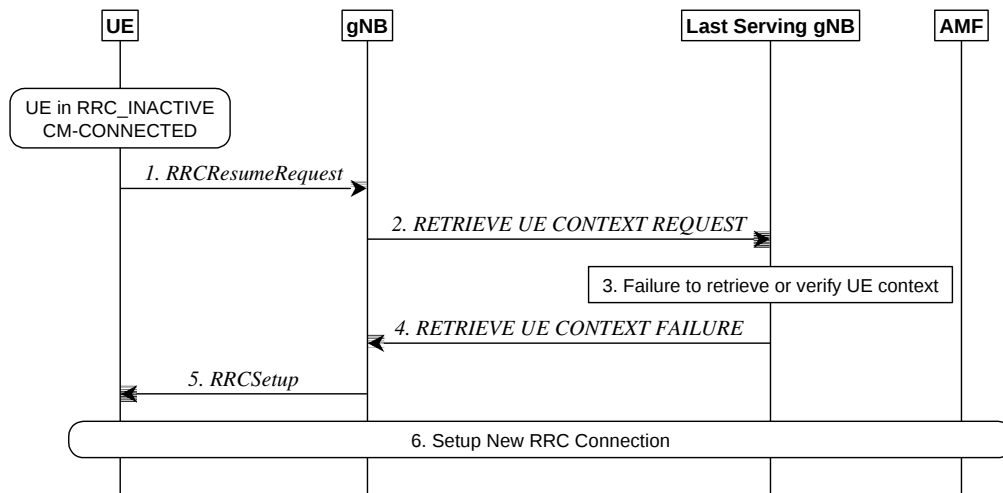 UE gNB Last Serving gNB AMF
UE in RRC_INACTIVE
CM-CONNECTED
1. RRCResumeRequest
2. RETRIEVE UE CONTEXT REQUEST
3. Failure to retrieve or verify UE context
4. RETRIEVE UE CONTEXT FAILURE
5. RRCSetup
6. Setup New RRC Connection